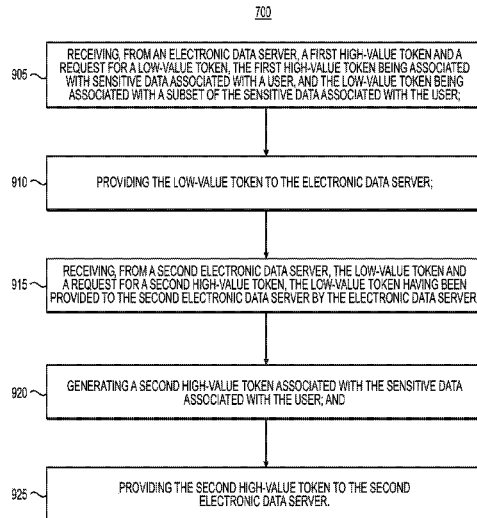 700
905
RECEIVING, FROM AN ELECTRONIC DATA SERVER, A FIRST HIGH-VALUE TOKEN AND A
REQUEST FOR A LOW-VALUE TOKEN, THE FIRST HIGH-VALUE TOKEN BEING ASSOCIATED
WITH SENSITIVE DATA ASSOCIATED WITH A USER, AND THE LOW-VALUE TOKEN BEING
ASSOCIATED WITH A SUBSET OF THE SENSITIVE DATA ASSOCIATED WITH THE USER;
910
PROVIDING THE LOW-VALUE TOKEN TO THE ELECTRONIC DATA SERVER;
915
RECEIVING, FROM A SECOND ELECTRONIC DATA SERVER, THE LOW-VALUE TOKEN AND
A REQUEST FOR A SECOND HIGH-VALUE TOKEN, THE LOW-VALUE TOKEN HAVING BEEN
PROVIDED TO THE SECOND ELECTRONIC DATA SERVER BY THE ELECTRONIC DATA SERVER
920
GENERATING A SECOND HIGH-VALUE TOKEN ASSOCIATED WITH THE SENSITIVE DATA
ASSOCIATED WITH THE USER; AND
925
PROVIDING THE SECOND HIGH-VALUE TOKEN TO THE SECOND
ELECTRONIC DATA SERVER.